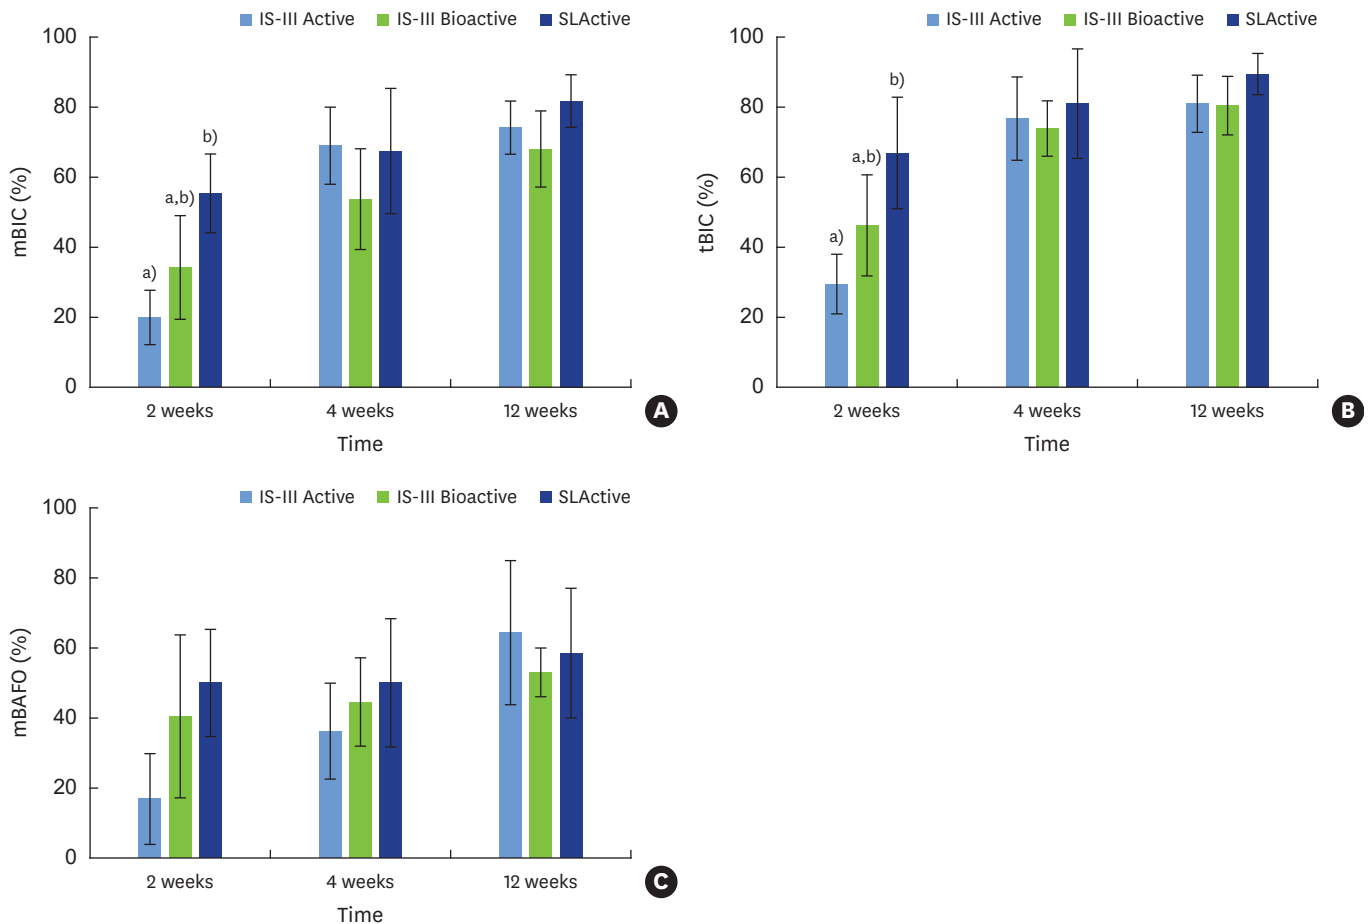 IS-III Active IS-III Bioactive SLActive
mBIC (%)
100
80
60
40
20
0
a)
a,b)
b)
2 weeks 4 weeks 12 weeks
Time
A
IS-III Active IS-III Bioactive SLActive
tBIC (%)
100
80
60
40
20
0
a)
a,b)
b)
2 weeks 4 weeks 12 weeks
Time
B
IS-III Active IS-III Bioactive SLActive
mBAFO (%)
100
80
60
40
20
0
2 weeks 4 weeks 12 weeks
Time
C